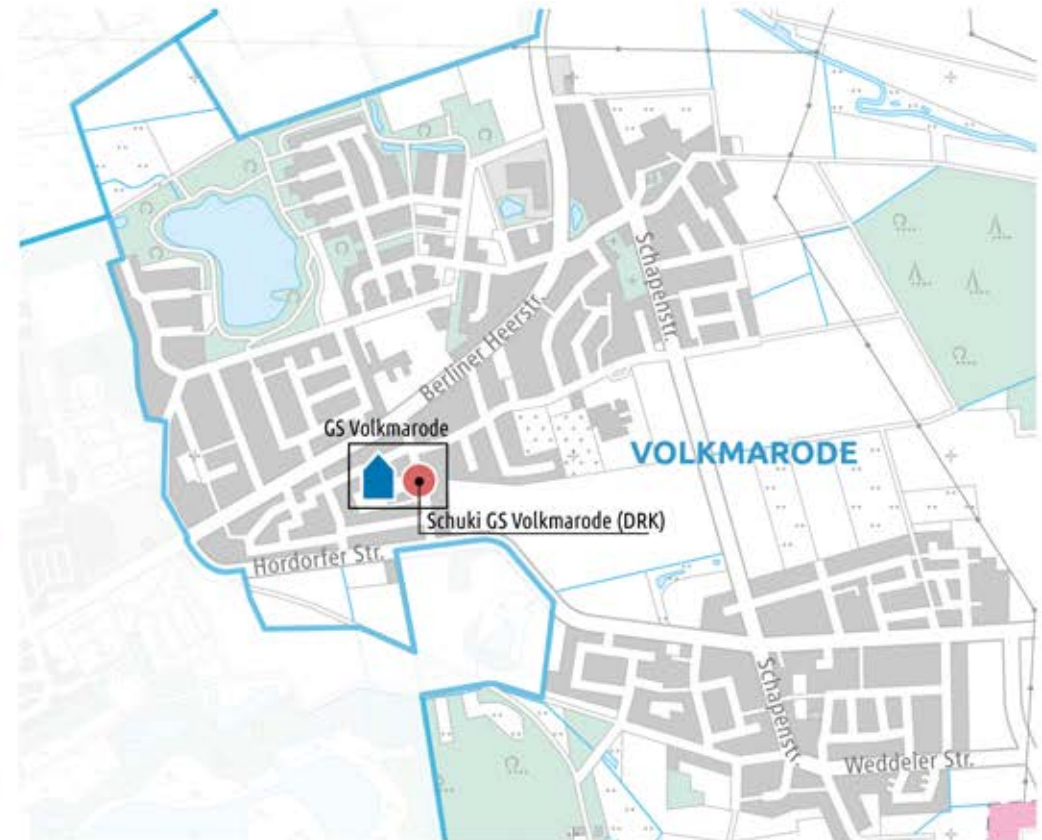 Schapenstr.
Berliner Heerstr.
GS Volkmarode
VOLKMARODE
Schuki GS Volkmarode (DRK)
Hordorfer Str.
Schapenstr.
Weddeler Str.